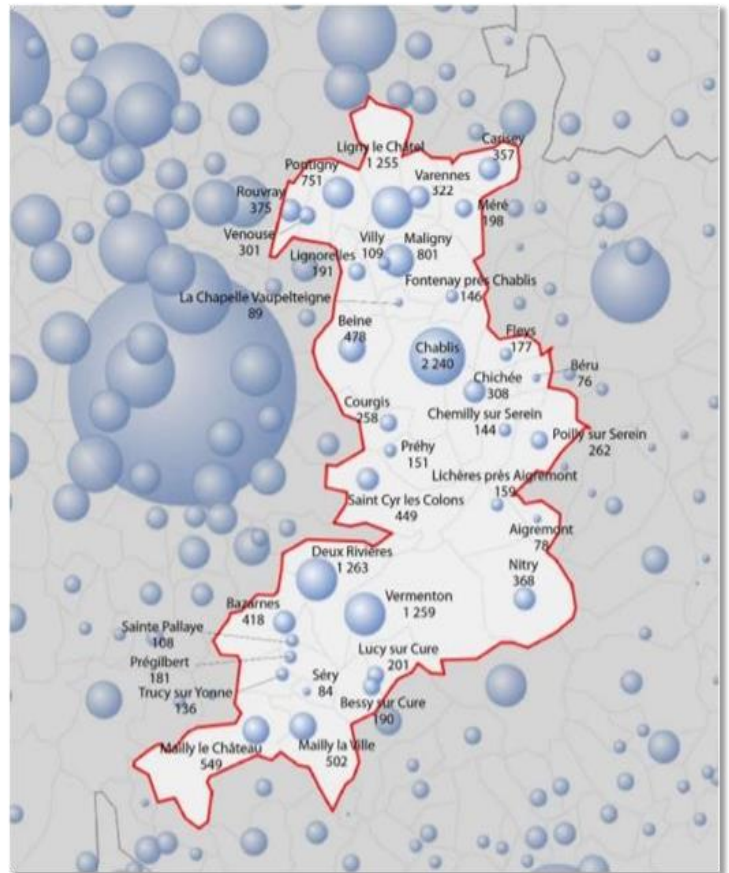 Ligny le Châtel
1 255
Carisey
357
Pontigny
751
Varennes
322
Rouvray
375
Méré
198
Venouse
301
Villy
109
Maligny
801
Lignorelles
191
Fontenay près Chablis
146
La Chapelle Vaupelteigne
89
Beine
478
Fleys
177
Chablis
2 240
Béru
76
Chichée
308
Courgis
258
Chemilly sur Serein
144
Poilly sur Serein
262
Préhy
151
Lichères près Aigremont
159
Saint Cyr les Colons
449
Aigremont
78
Deux Rivières
1 263
Nitry
368
Vermenton
1 259
Bazarnes
418
Sainte Pallaye
108
Lucy sur Cure
201
Prégilbert
181
Séry
84
Trucy sur Yonne
136
Bessy sur Cure
190
Mailly le Château
549
Mailly la Ville
502